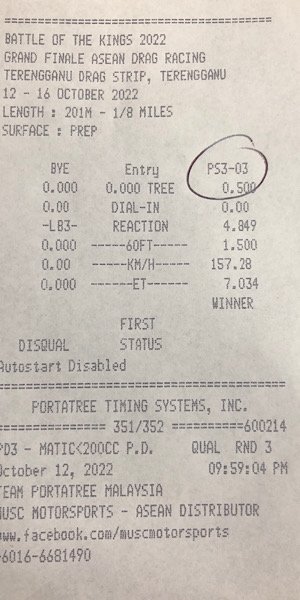 ==================================
BATTLE OF THE KINGS 2022
GRAND FINALE ASEAN DRAG RACING
TERENGGANU DRAG STRIP, TERENGGANU
12 - 16 OCTOBER 2022
LENGTH : 201M - 1/8 MILES
SURFACE : PREP
BYE Entry PS3-03
0.000 0.000 TREE 0.500
0.00 DIAL-IN 0.00
-LB3- REACTION 4.849
0.000 ------60FT------ 1.500
0.00 ------KM/H------ 157.28
0.000 -------ET------- 7.034
WINNER
FIRST
DISQUAL STATUS
Autostart Disabled
==================================
PORTATREE TIMING SYSTEMS, INC.
============== 351/352 ==========600214
PD3 - MATIC<200CC P.D. QUAL RND 3
October 12, 2022 09:59:04 PM
TEAM PORTATREE MALAYSIA
MUSC MOTORSPORTS - ASEAN DISTRIBUTOR
www.facebook.com/muscmotorsports
-6016-6681490